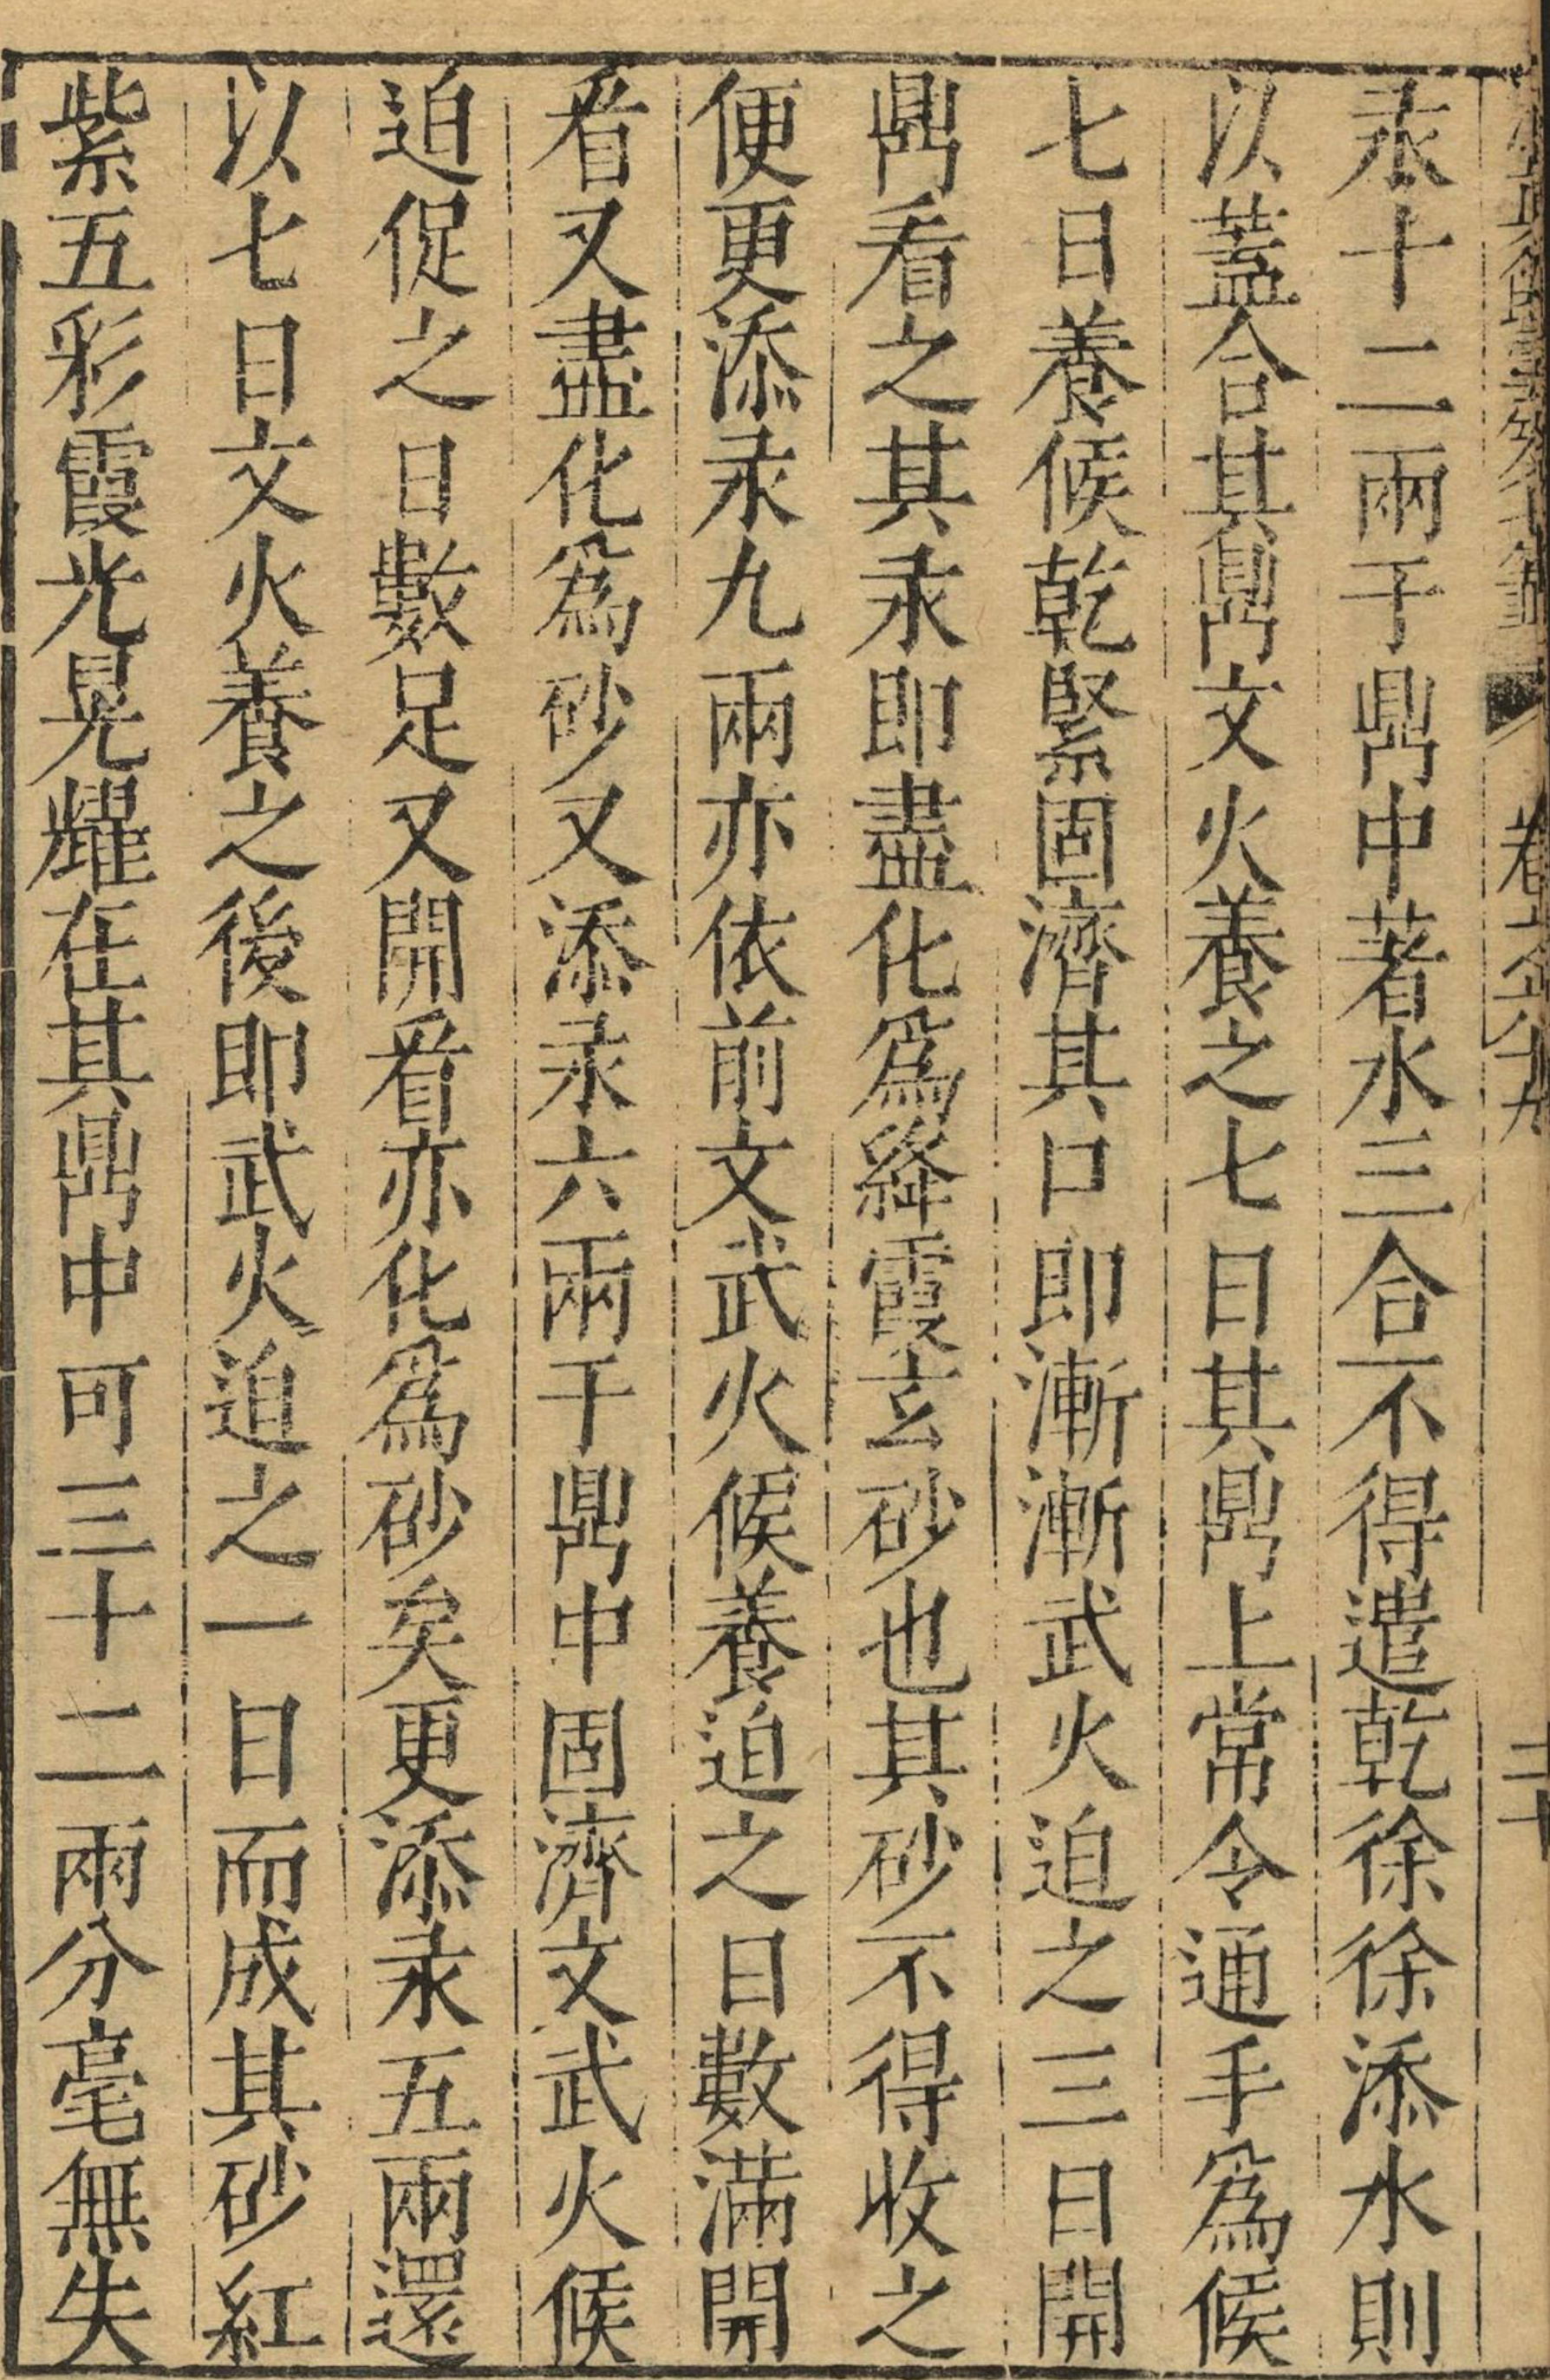 汞十二兩于鼎中著水三合不得遣乾徐徐添水則
以蓋合其鼎文火養之七日其鼎上常令通手爲候
七日養候乾緊固濟其口即漸漸武火迫之三日開
鼎看之其汞即盡化爲絳霞玄砂也其砂不得收之
便更添汞九兩亦依前文武火候養迫之日數滿開
看又盡化爲砂又添汞六兩于鼎中固濟文武火候
迫促之日數足又開看亦化爲砂矣更添汞五兩還
以七日文火養之後即武火迫之一日而成其砂紅
紫五彩霞光晃耀在其鼎中可三十二兩分毫無失